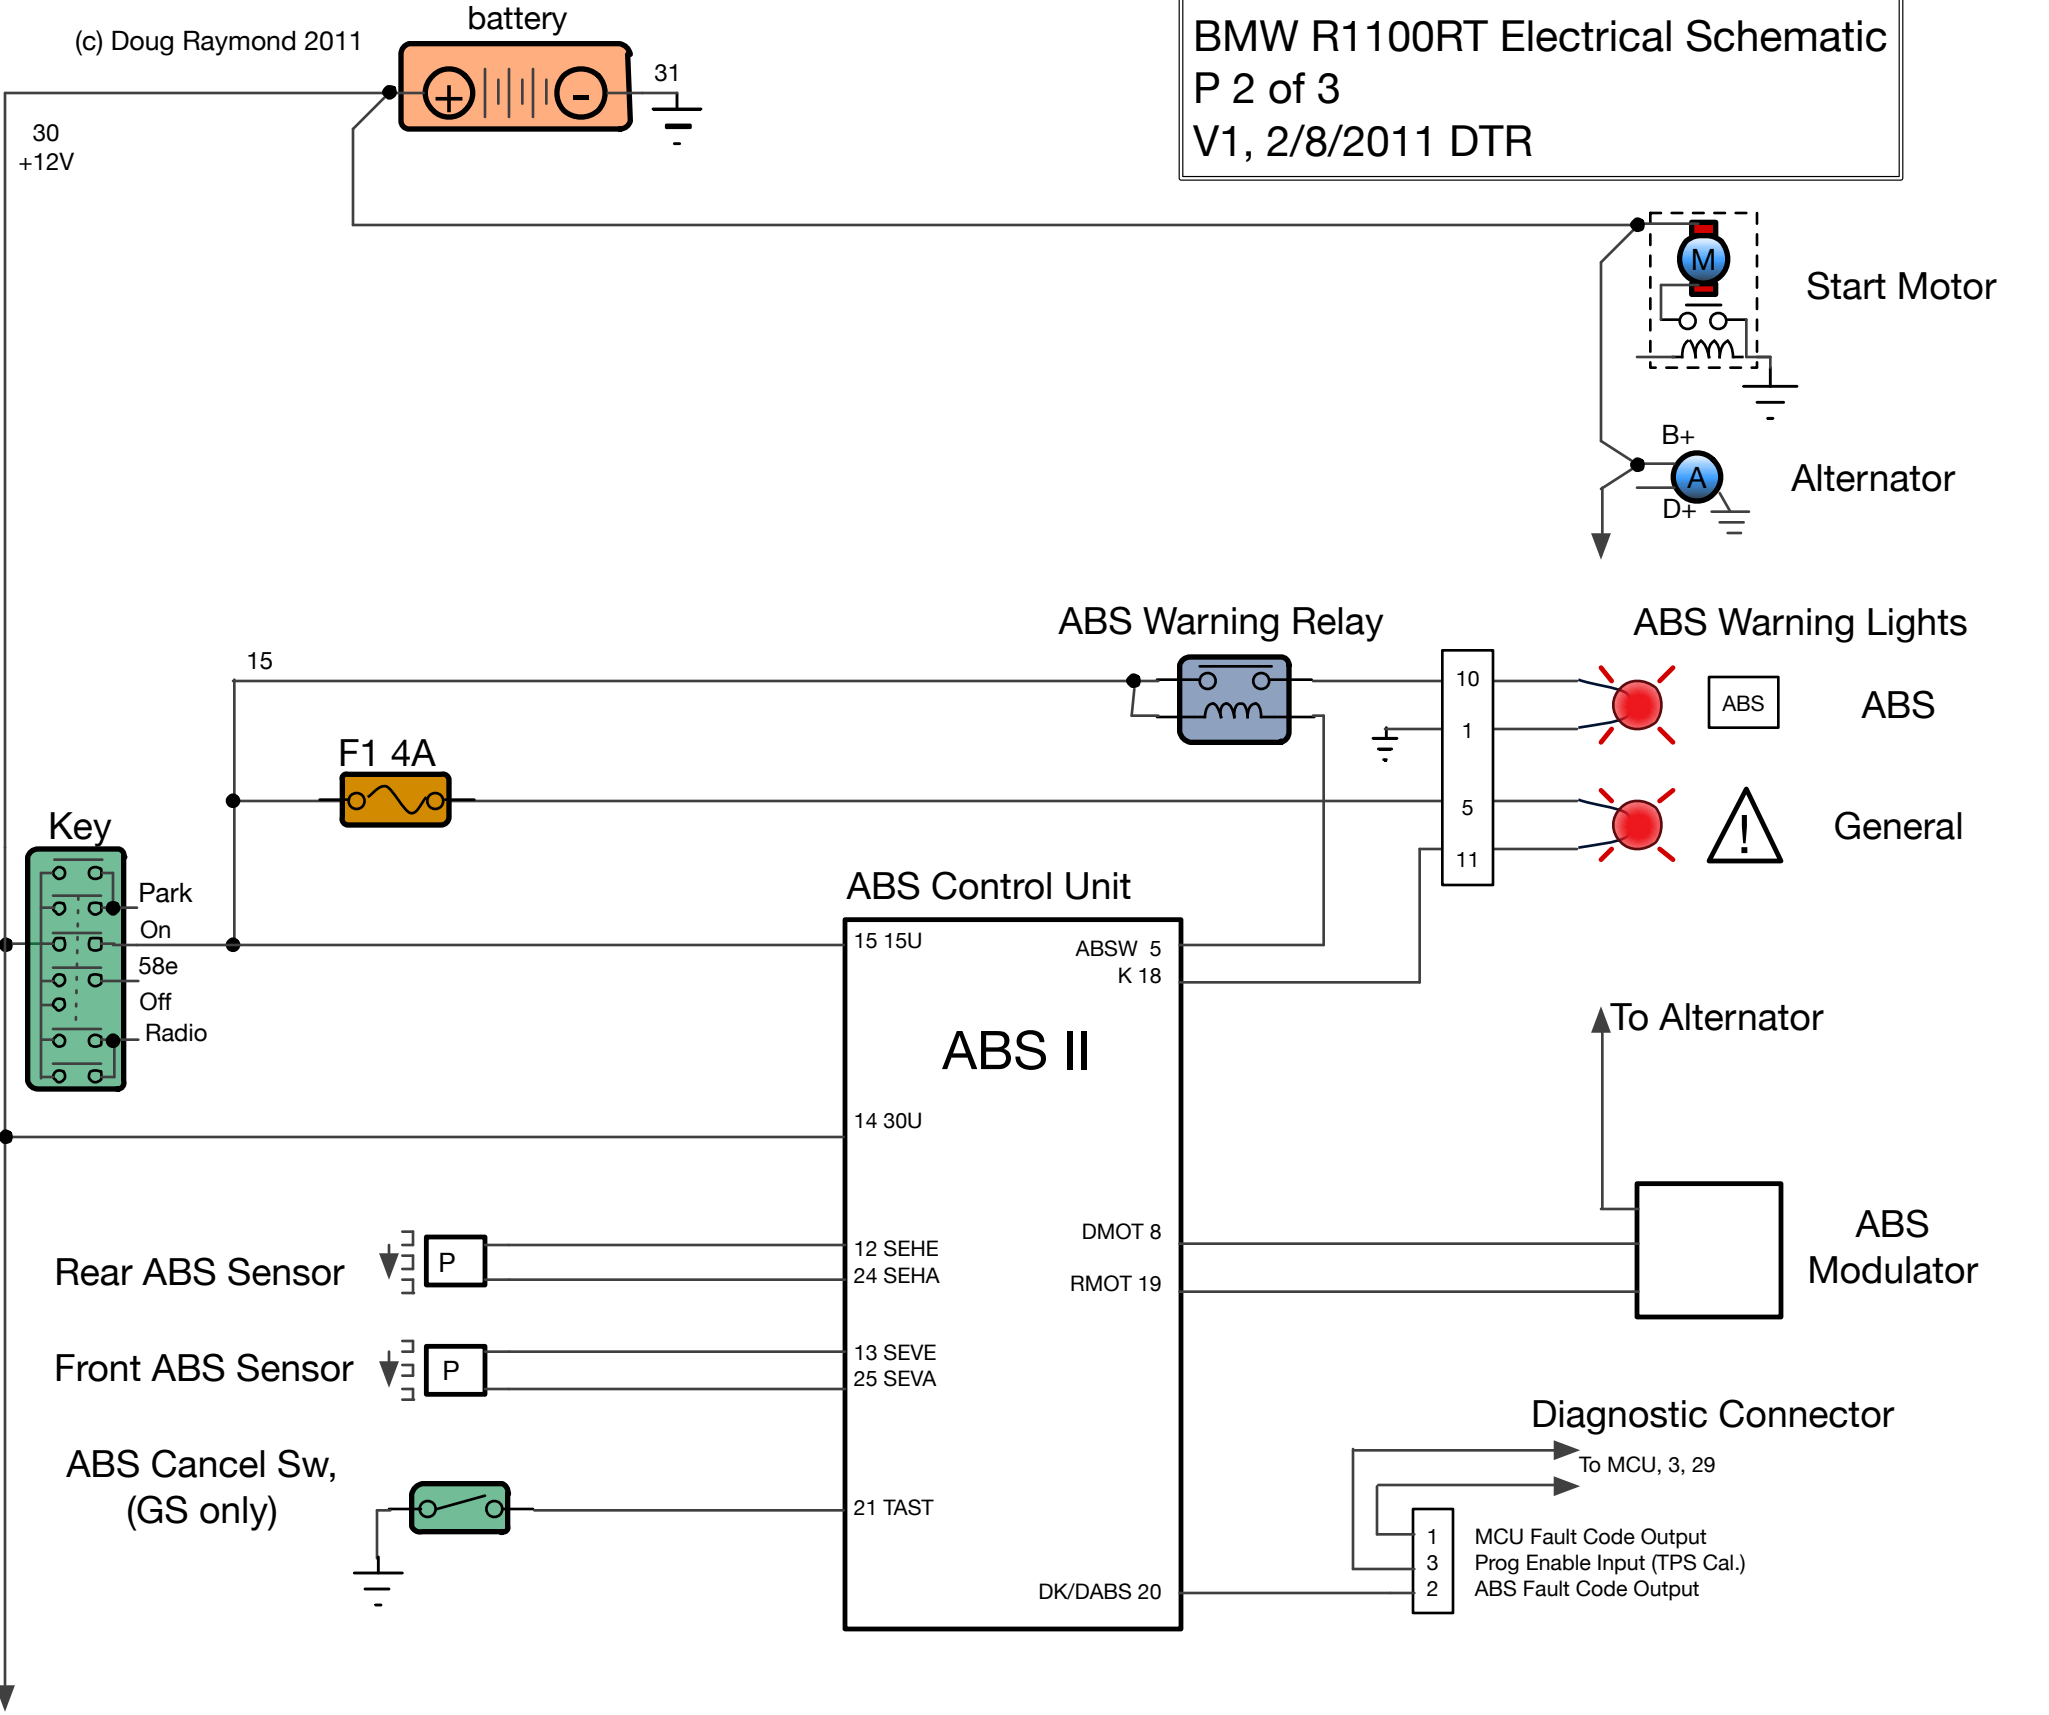 (c) Doug Raymond 2011
battery
+
-
31
30
+12V
BMW R1100RT Electrical Schematic
P 2 of 3
V1, 2/8/2011 DTR
M
Start Motor
B+
A
D+
Alternator
ABS Warning Relay
ABS Warning Lights
15
10
1
5
11
ABS
ABS
!
General
F1 4A
Key
Park
On
58e
Off
Radio
ABS Control Unit
15 15U
ABSW 5
K 18
ABS II
14 30U
To Alternator
DMOT 8
RMOT 19
ABS
Modulator
Rear ABS Sensor
P
12 SEHE
24 SEHA
Front ABS Sensor
P
13 SEVE
25 SEVA
ABS Cancel Sw,
(GS only)
21 TAST
DK/DABS 20
Diagnostic Connector
To MCU, 3, 29
1 MCU Fault Code Output
3 Prog Enable Input (TPS Cal.)
2 ABS Fault Code Output